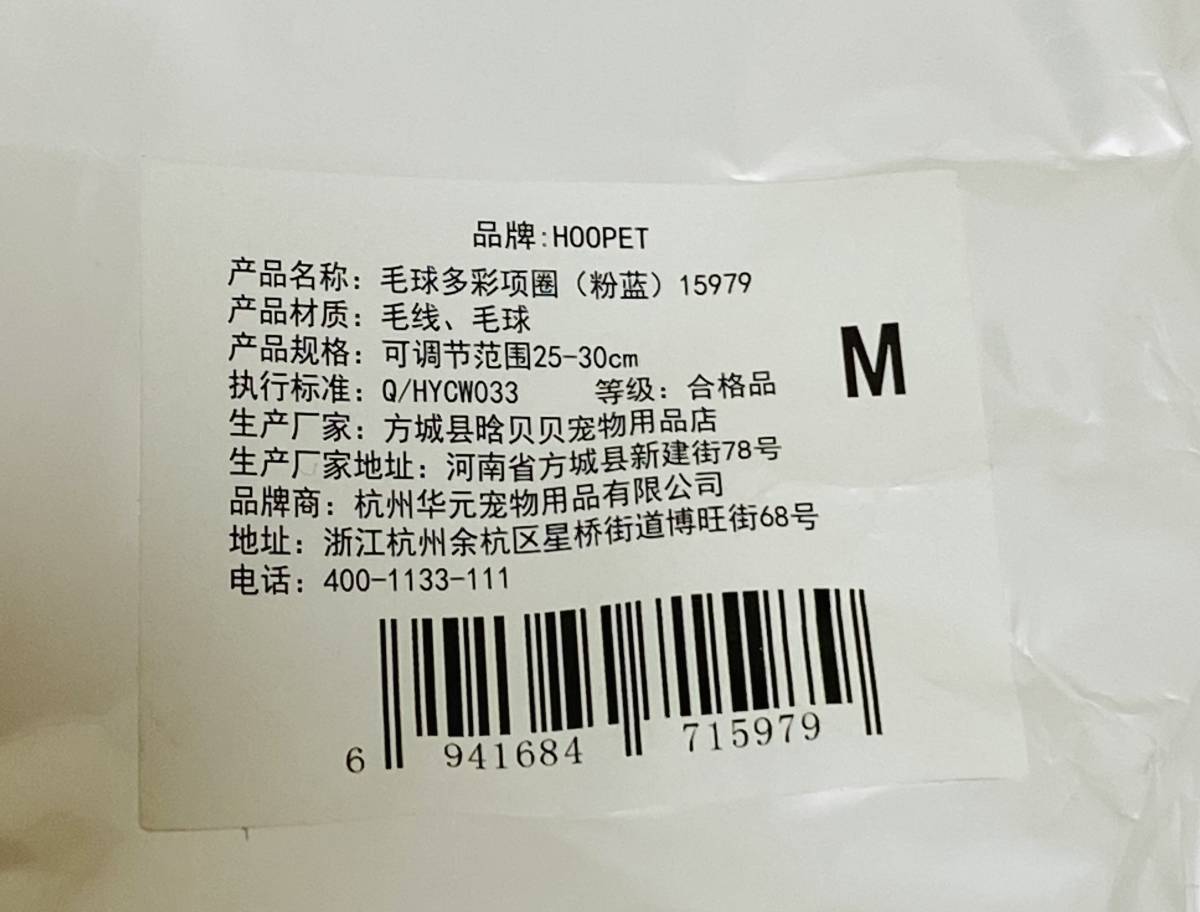 品牌:HOOPET
产品名称：毛球多彩项圈（粉蓝）15979
产品材质：毛线、毛球
产品规格：可调节范围25-30cm
M
执行标准：Q/HYCW033 等级：合格品
生产厂家：方城县晗贝贝宠物用品店
生产厂家地址：河南省方城县新建街78号
品牌商：杭州华元宠物用品有限公司
地址：浙江杭州余杭区星桥街道博旺街68号
电话：400-1133-111
6 941684 715979